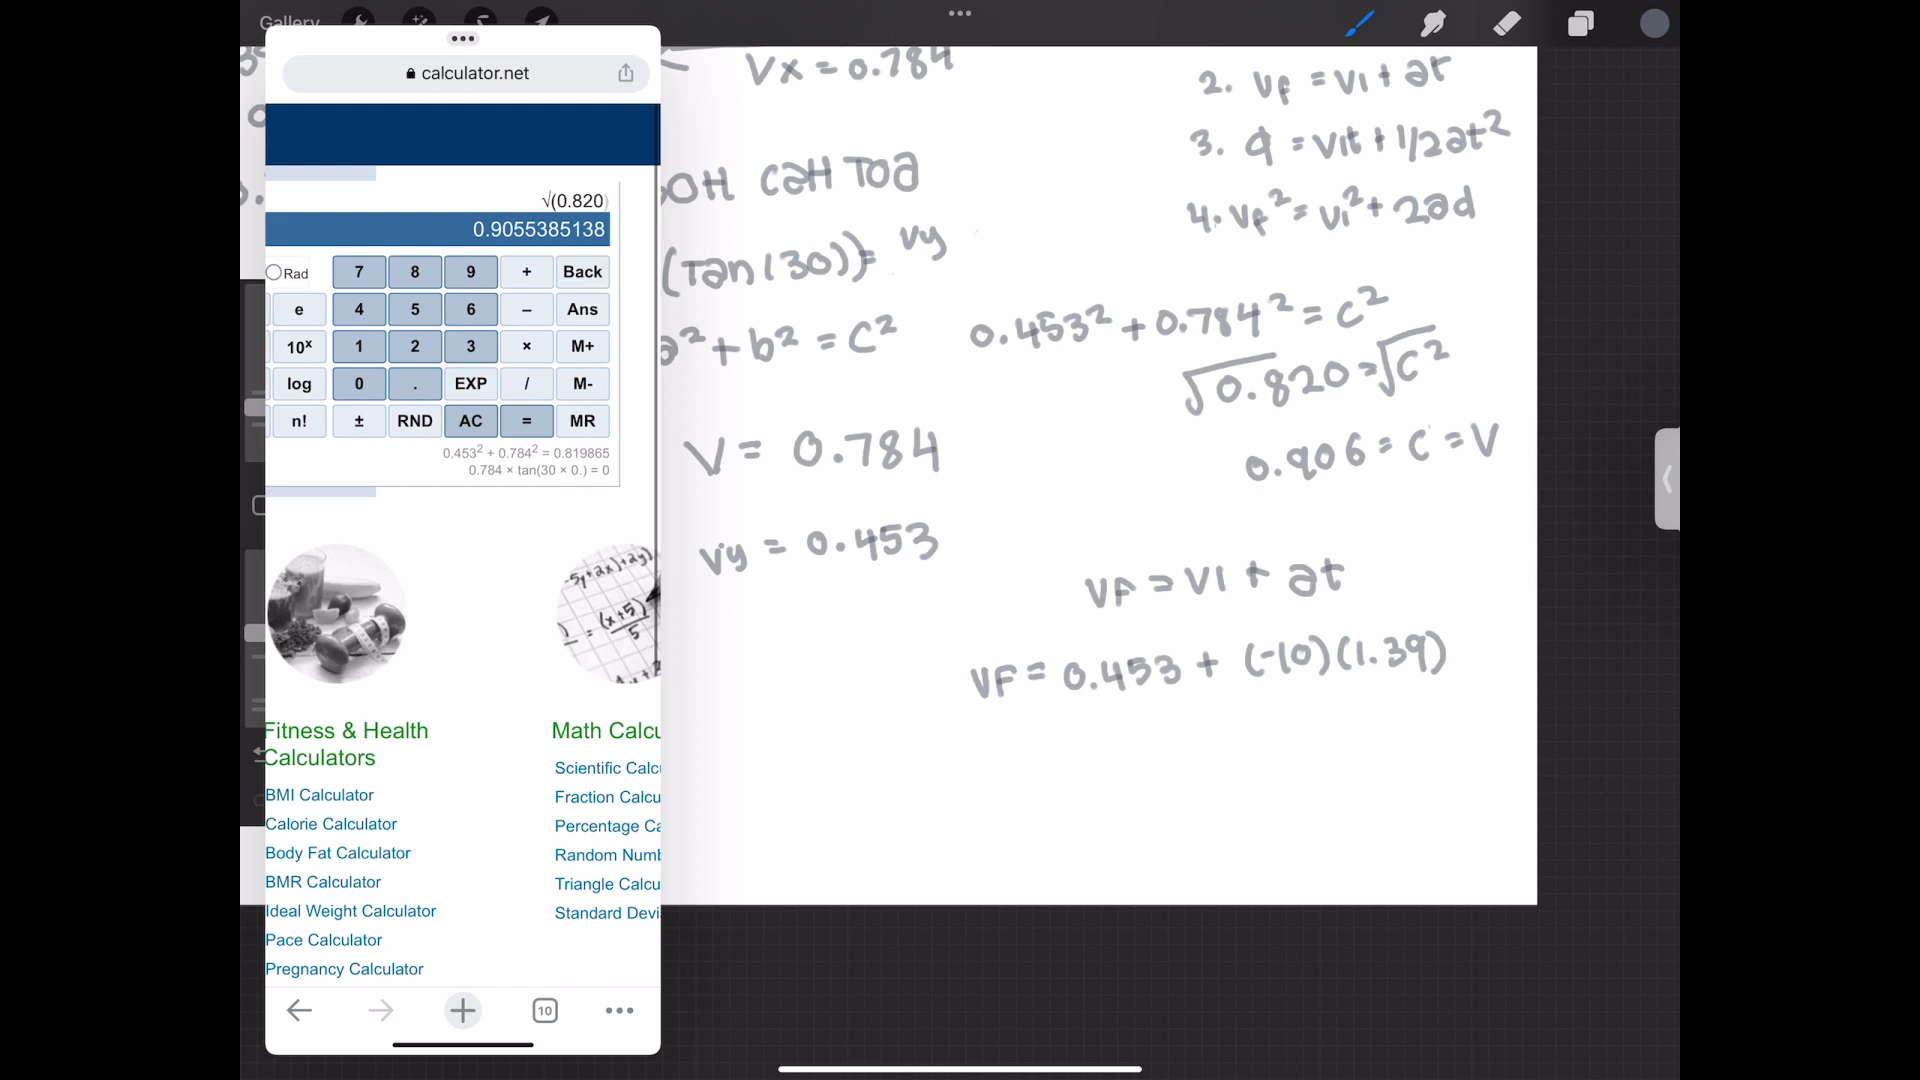 Gallery
calculator.net
√(0.820)
0.9055385138
Rad 7 8 9 + Back
e 4 5 6 – Ans
10ˣ 1 2 3 × M+
log 0 . EXP / M-
n! ± RND AC = MR
0.453² + 0.784² = 0.819865
0.784 × tan(30 × 0.) = 0
Fitness & Health
Calculators
BMI Calculator
Calorie Calculator
Body Fat Calculator
BMR Calculator
Ideal Weight Calculator
Pace Calculator
Pregnancy Calculator
Math Calcu
Scientific Calc
Fraction Calcu
Percentage Ca
Random Numb
Triangle Calcu
Standard Devi
10
Vx = 0.784
OH CAH TOA
(Tan(30)) = Vy
a² + b² = C²
V = 0.784
Vy = 0.453
2. VF = Vi + at
3. d = Vit + 1/2at²
4. VF² = Vi² + 2ad
0.453² + 0.784² = C²
√0.820 = √C²
0.906 = C = V
VF = Vi + at
VF = 0.453 + (-10)(1.39)